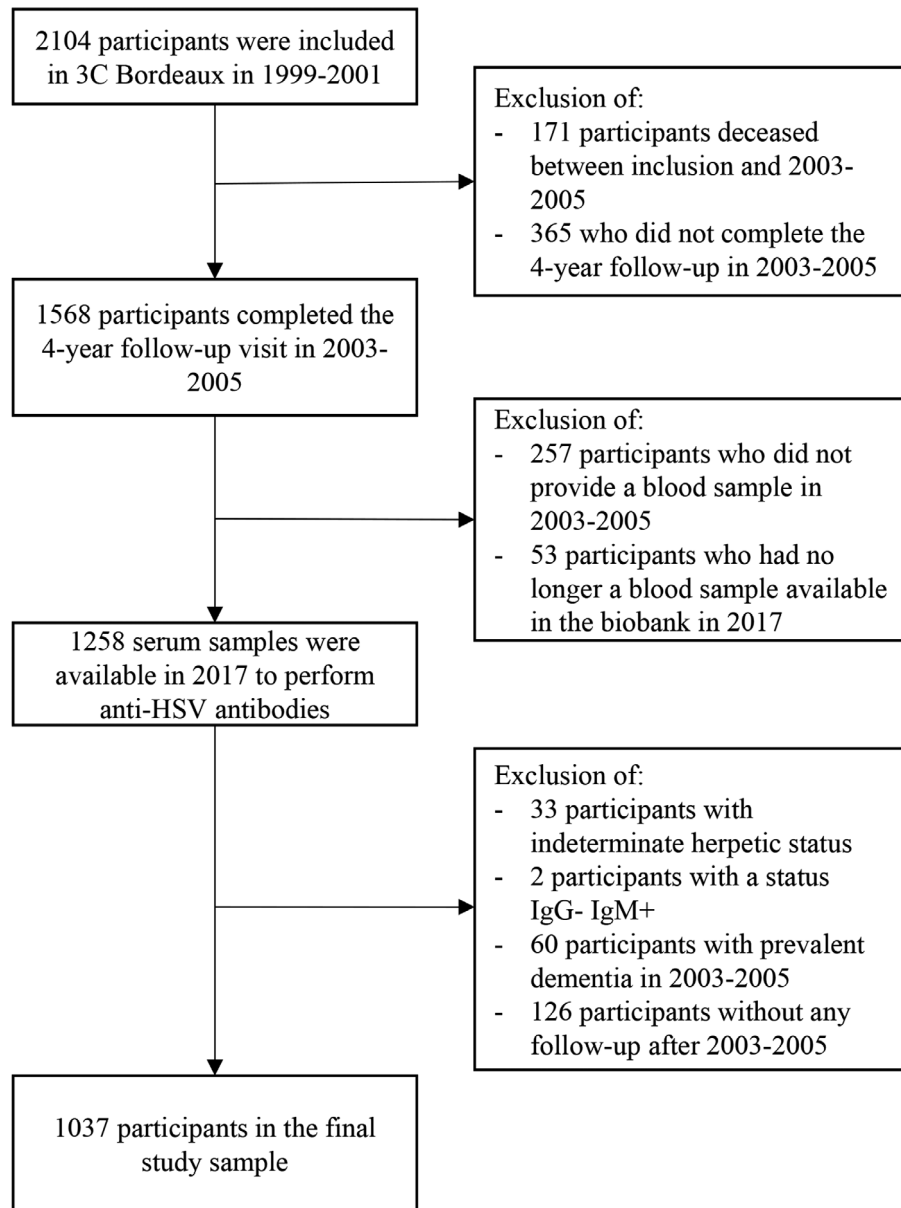 2104 participants were included
in 3C Bordeaux in 1999-2001
Exclusion of:
- 171 participants deceased
between inclusion and 2003-
2005
- 365 who did not complete the
4-year follow-up in 2003-2005
1568 participants completed the
4-year follow-up visit in 2003-
2005
Exclusion of:
- 257 participants who did not
provide a blood sample in
2003-2005
- 53 participants who had no
longer a blood sample available
in the biobank in 2017
1258 serum samples were
available in 2017 to perform
anti-HSV antibodies
Exclusion of:
- 33 participants with
indeterminate herpetic status
- 2 participants with a status
IgG- IgM+
- 60 participants with prevalent
dementia in 2003-2005
- 126 participants without any
follow-up after 2003-2005
1037 participants in the final
study sample